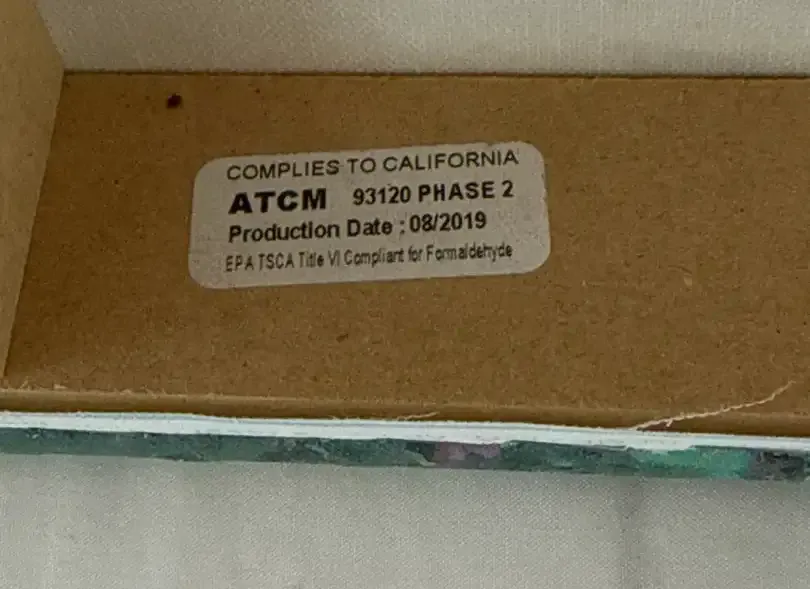 COMPLIES TO CALIFORNIA
ATCM 93120 PHASE 2
Production Date : 08/2019
EPA TSCA Title VI Compliant for Formaldehyde